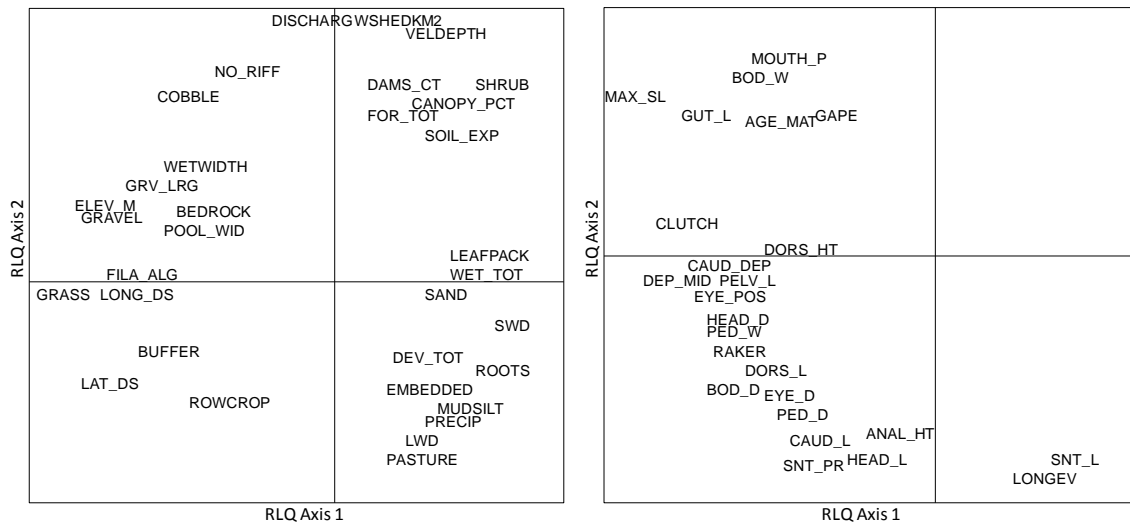 DISCHARGWSHEDKM2
VELDEPTH
NO_RIFF
COBBLE
DAMS_CT SHRUB
CANOPY_PCT
FOR_TOT
SOIL_EXP
WETWIDTH
GRV_LRG
ELEV_M
BEDROCK
GRAVEL
POOL_WID
LEAFPACK
FILA_ALG WET_TOT
GRASS LONG_DS SAND
SWD
BUFFER
DEV_TOT
ROOTS
LAT_DS
EMBEDDED
ROWCROP
MUDSILT
PRECIP
LWD
PASTURE
RLQ Axis 2
RLQ Axis 1
MOUTH_P
BOD_W
MAX_SL
GUT_L AGE_MAT GAPE
CLUTCH
DORS_HT
CAUD_DEP
DEP_MID PELV_L
EYE_POS
HEAD_D
PED_W
RAKER
DORS_L
BOD_D EYE_D
PED_D
ANAL_HT
CAUD_L
SNT_PR HEAD_L SNT_L
LONGEV
RLQ Axis 2
RLQ Axis 1